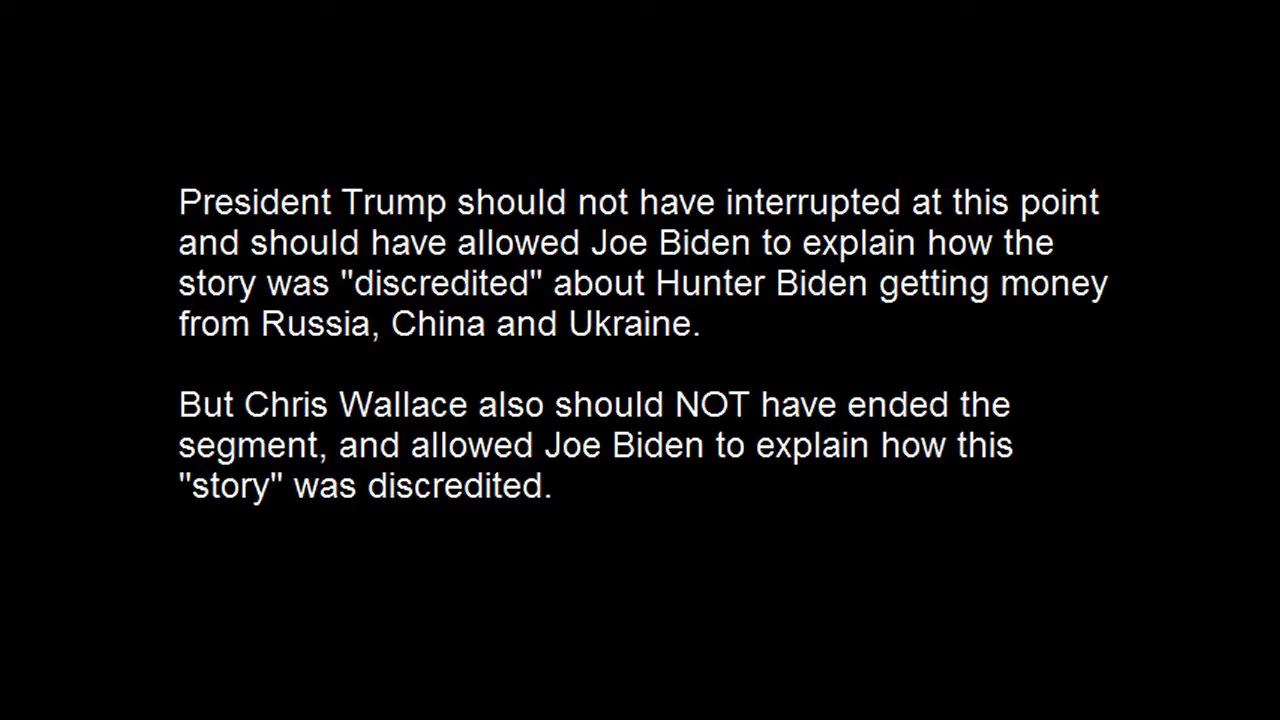 President Trump should not have interrupted at this point
and should have allowed Joe Biden to explain how the
story was "discredited" about Hunter Biden getting money
from Russia, China and Ukraine.
But Chris Wallace also should NOT have ended the
segment, and allowed Joe Biden to explain how this
"story" was discredited.